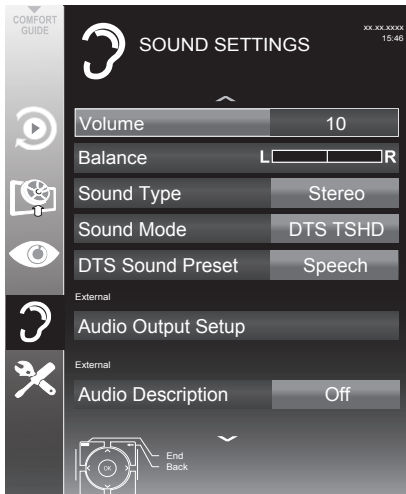 COMFORT
GUIDE
SOUND SETTINGS
xx.xx.xxxx
15:46
Volume 10
Balance L R
Sound Type Stereo
Sound Mode DTS TSHD
DTS Sound Preset Speech
External
Audio Output Setup
External
Audio Description Off
End
Back
OK